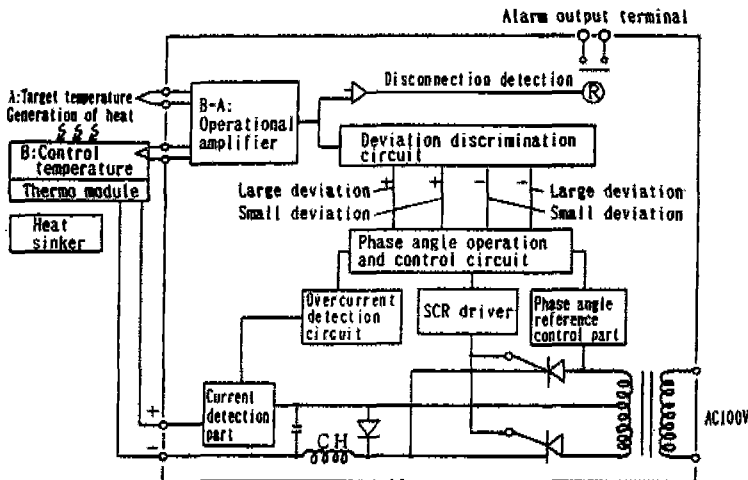 Alarm output terminal
Disconnection detection
R
A:Target temperature
Generation of heat
B-A:
Operational
amplifier
B:Control
temperature
Thermo module
Heat
sinker
Deviation discrimination
circuit
+ + - -
Large deviation
Small deviation
Large deviation
Small deviation
Phase angle operation
and control circuit
Overcurrent
detection
circuit
SCR driver
Phase angle
reference
control part
Current
detection
part
+
-
CH
AC100V